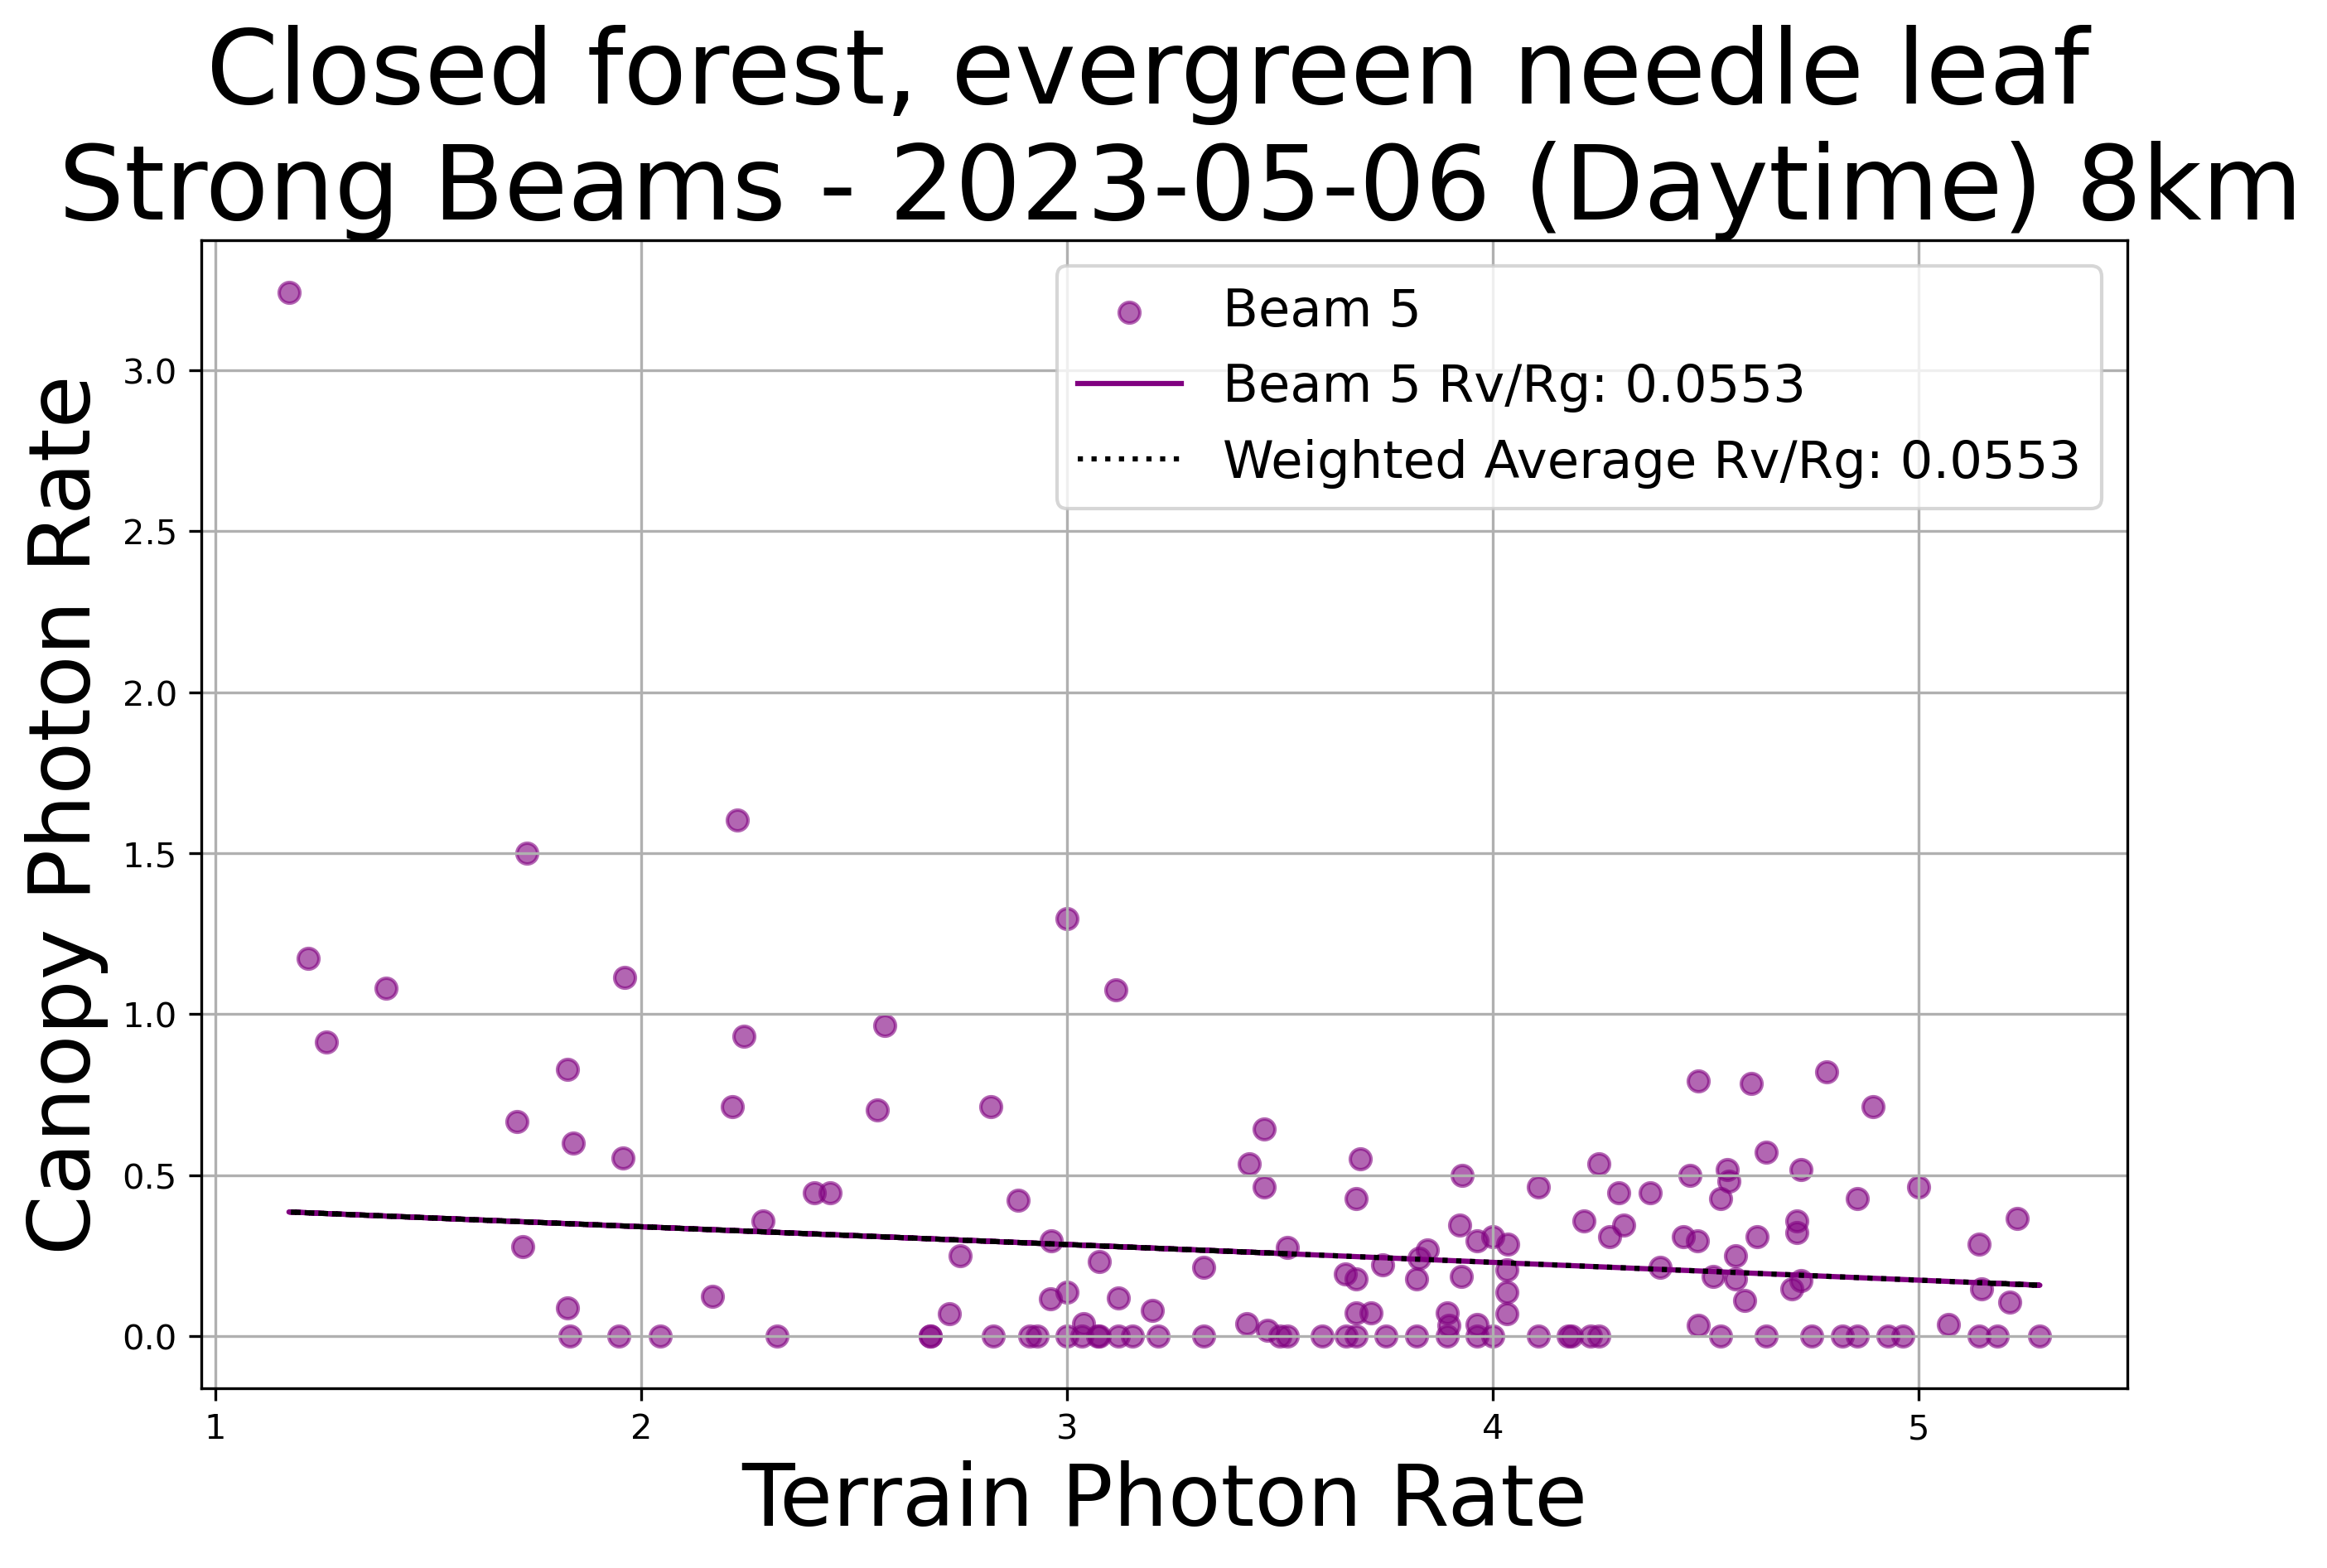 Closed forest, evergreen needle leaf
Strong Beams - 2023-05-06 (Daytime) 8km
Beam 5
Beam 5 Rv/Rg: 0.0553
Weighted Average Rv/Rg: 0.0553
Canopy Photon Rate
3.0
2.5
2.0
1.5
1.0
0.5
0.0
1 2 3 4 5
Terrain Photon Rate